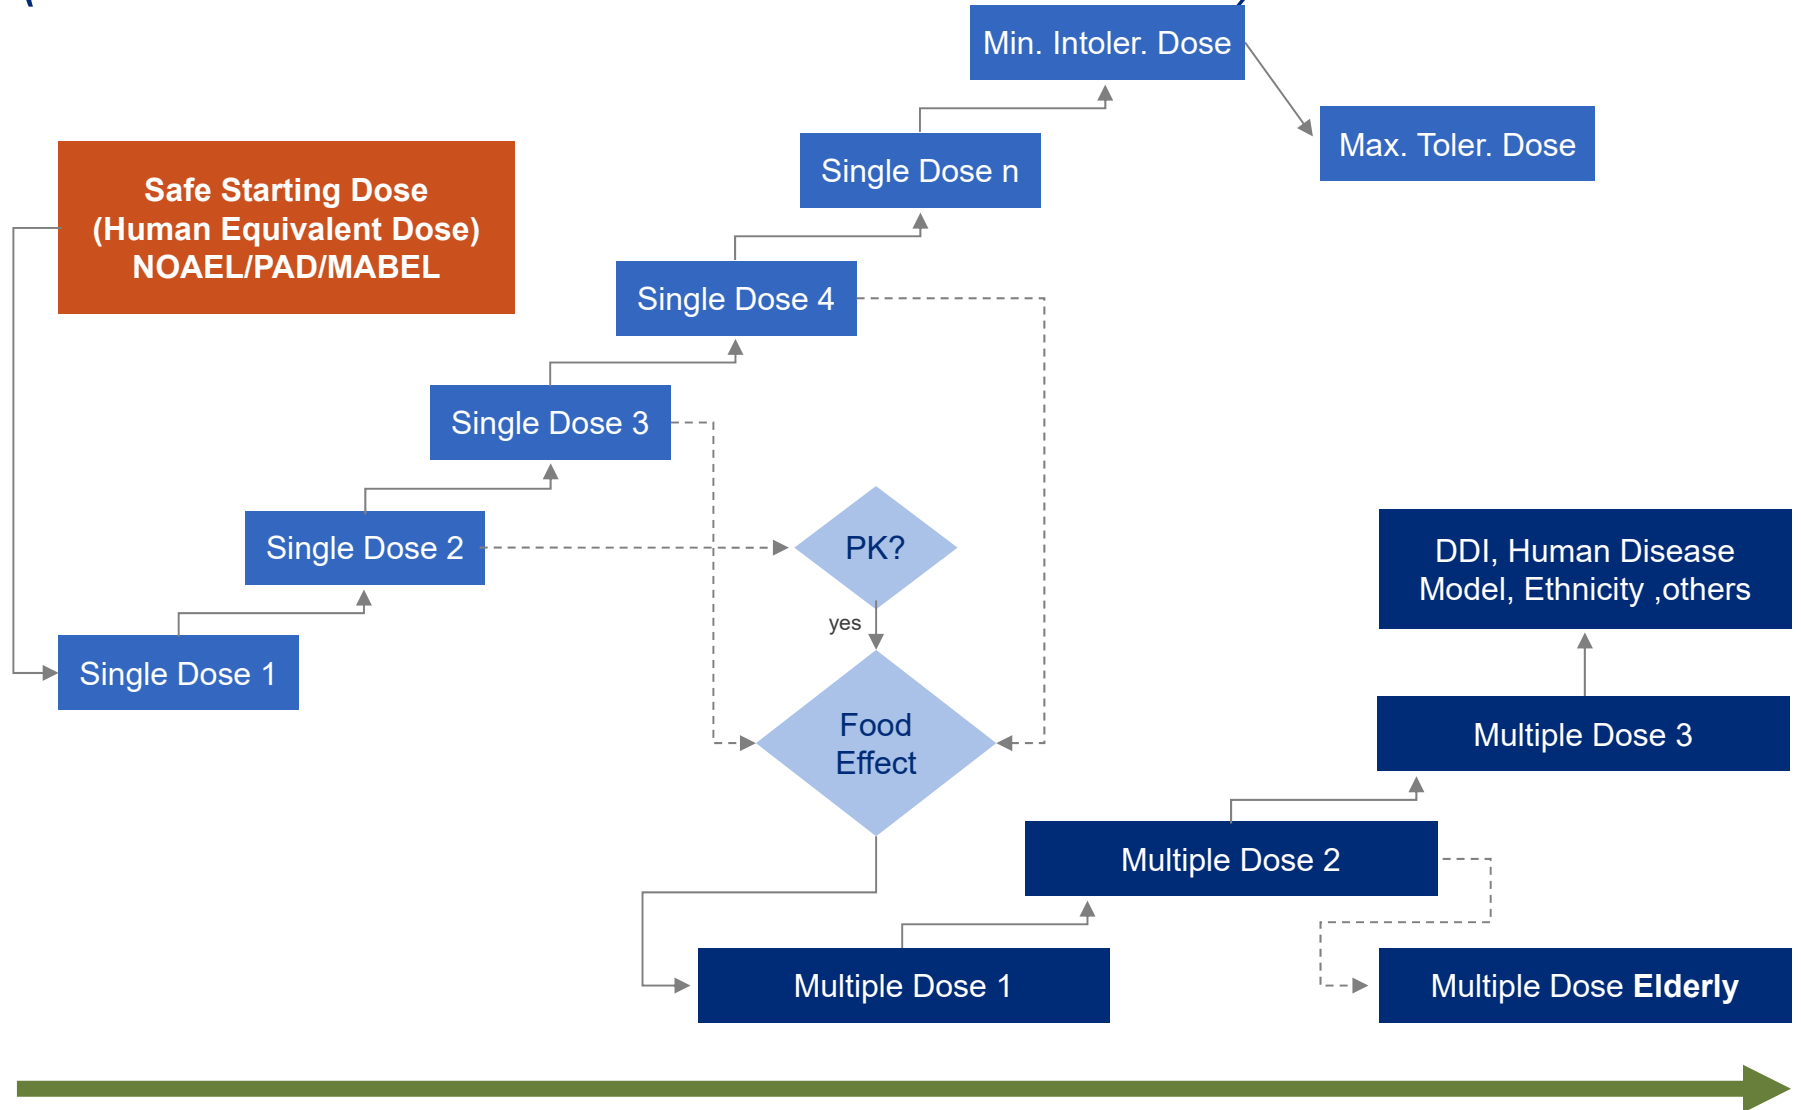 Min. Intoler. Dose
Max. Toler. Dose
Single Dose n
Safe Starting Dose
(Human Equivalent Dose)
NOAEL/PAD/MABEL
Single Dose 4
Single Dose 3
Single Dose 2
PK?
yes
Single Dose 1
Food
Effect
DDI, Human Disease
Model, Ethnicity ,others
Multiple Dose 3
Multiple Dose 2
Multiple Dose 1
Multiple Dose Elderly